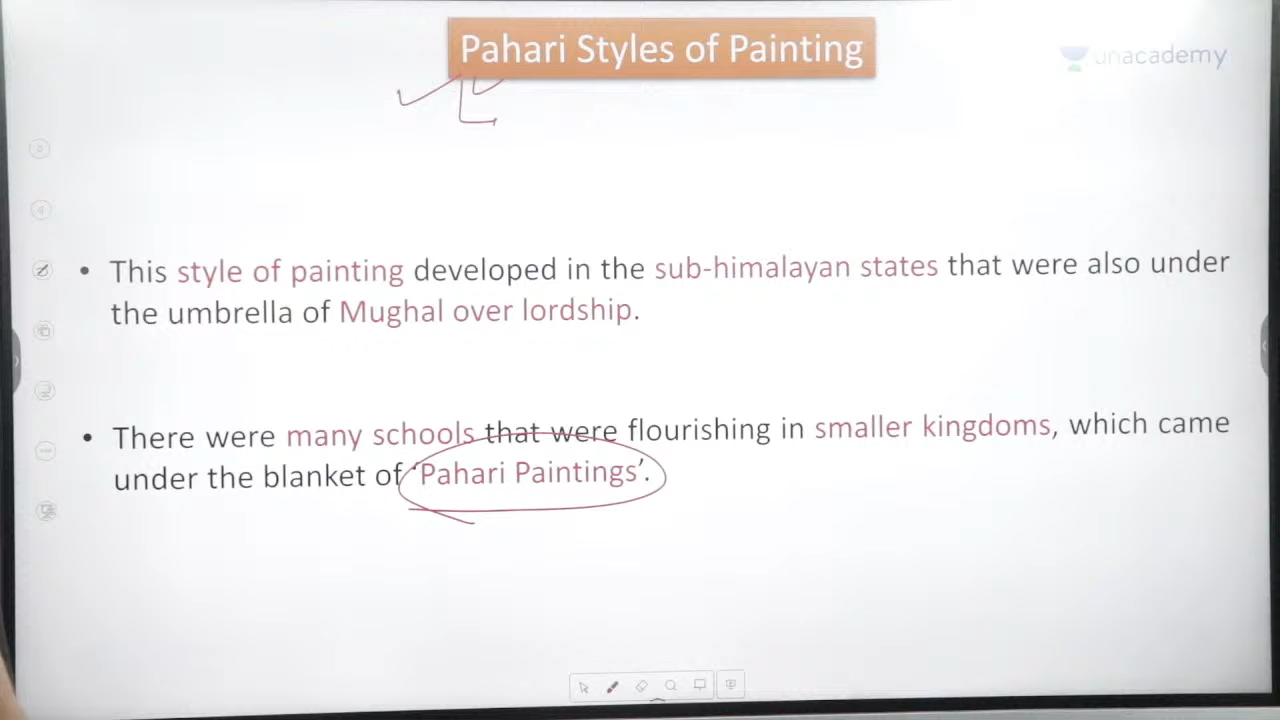 Pahari Styles of Painting
unacademy
• This style of painting developed in the sub-himalayan states that were also under
the umbrella of Mughal over lordship.
• There were many schools that were flourishing in smaller kingdoms, which came
under the blanket of ‘Pahari Paintings’.